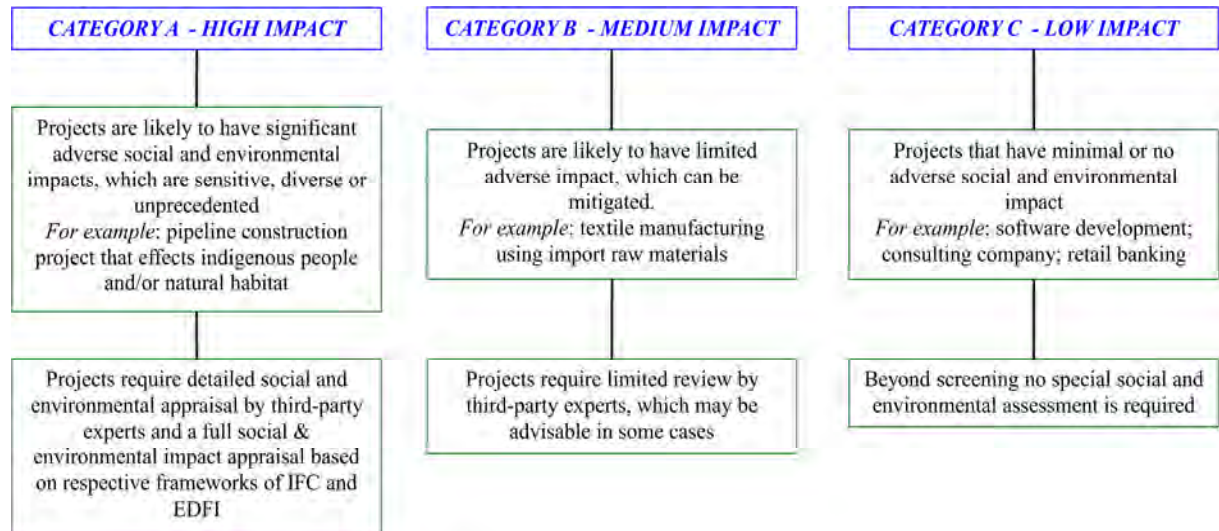 CATEGORY A - HIGH IMPACT
Projects are likely to have significant
adverse social and environmental
impacts, which are sensitive, diverse or
unprecedented
For example: pipeline construction
project that effects indigenous people
and/or natural habitat
Projects require detailed social and
environmental appraisal by third-party
experts and a full social &
environmental impact appraisal based
on respective frameworks of IFC and
EDFI
CATEGORY B - MEDIUM IMPACT
Projects are likely to have limited
adverse impact, which can be
mitigated.
For example: textile manufacturing
using import raw materials
Projects require limited review by
third-party experts, which may be
advisable in some cases
CATEGORY C - LOW IMPACT
Projects that have minimal or no
adverse social and environmental
impact
For example: software development;
consulting company; retail banking
Beyond screening no special social and
environmental assessment is required